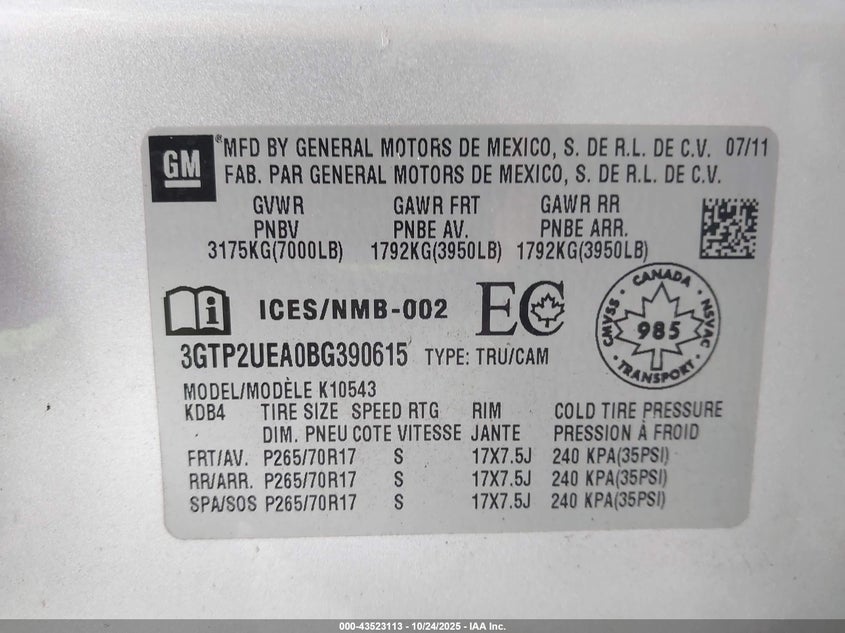 GM ® MFD BY GENERAL MOTORS DE MEXICO, S. DE R.L. DE C.V. 07/11
FAB. PAR GENERAL MOTORS DE MEXICO, S. DE R.L. DE C.V.
GVWR GAWR FRT GAWR RR
PNBV PNBE AV. PNBE ARR.
3175KG(7000LB) 1792KG(3950LB) 1792KG(3950LB)
ICES/NMB-002 EC
CANADA
CMVSS 985 NSVAC
TRANSPORT
3GTP2UEA0BG390615 TYPE: TRU/CAM
MODEL/MODÈLE K10543
KDB4 TIRE SIZE SPEED RTG RIM COLD TIRE PRESSURE
DIM. PNEU COTE VITESSE JANTE PRESSION À FROID
FRT/AV. P265/70R17 S 17X7.5J 240 KPA(35PSI)
RR/ARR. P265/70R17 S 17X7.5J 240 KPA(35PSI)
SPA/SOS P265/70R17 S 17X7.5J 240 KPA(35PSI)
000-43523113 - 10/24/2025 - IAA Inc.